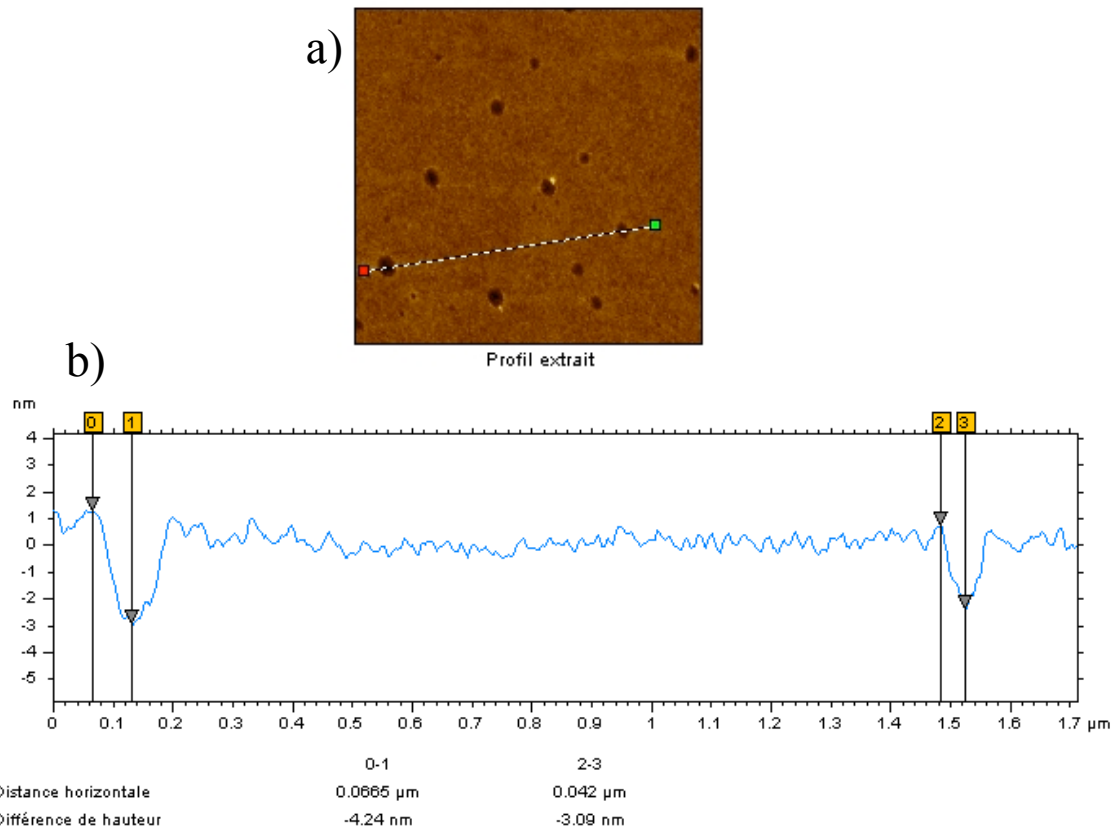 a)
Profil extrait
b)
nm
0 1 2 3
4
3
2
1
0
-1
-2
-3
-4
-5
0 0.1 0.2 0.3 0.4 0.5 0.6 0.7 0.8 0.9 1 1.1 1.2 1.3 1.4 1.5 1.6 1.7 µm
0-1 2-3
Distance horizontale 0.0665 µm 0.042 µm
Différence de hauteur -4.24 nm -3.09 nm